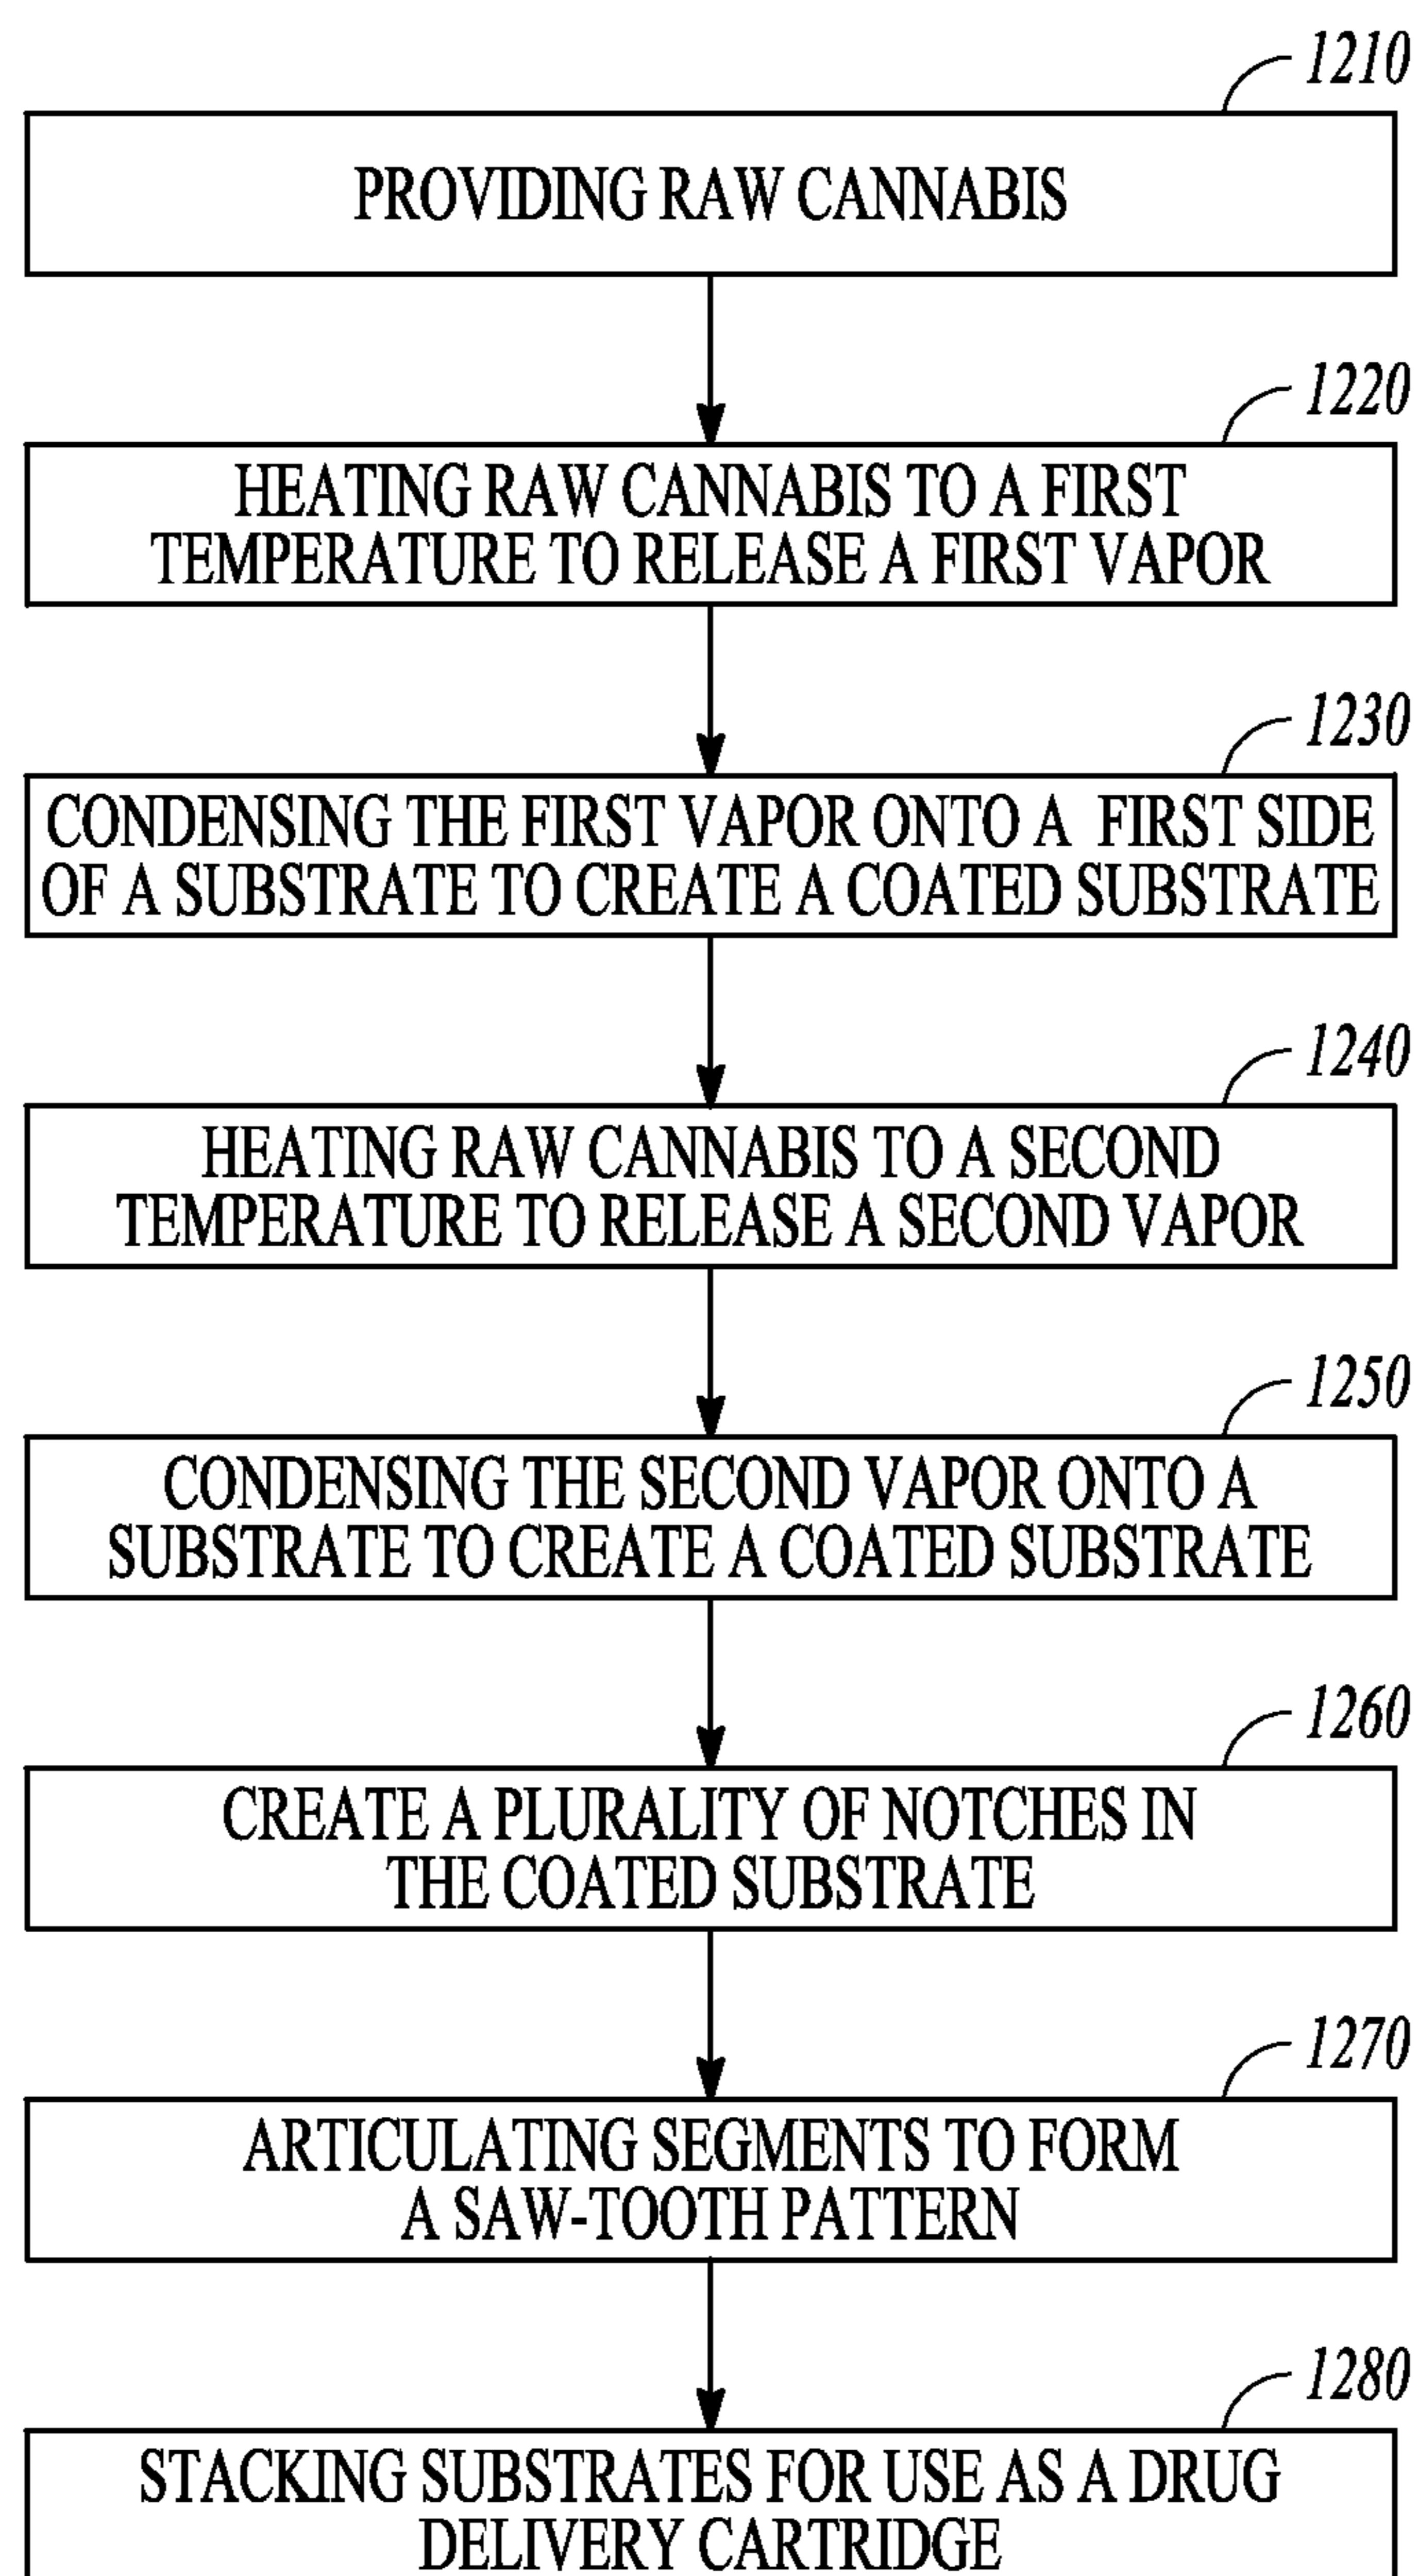 1210
PROVIDING RAW CANNABIS
1220
HEATING RAW CANNABIS TO A FIRST
TEMPERATURE TO RELEASE A FIRST VAPOR
1230
CONDENSING THE FIRST VAPOR ONTO A FIRST SIDE
OF A SUBSTRATE TO CREATE A COATED SUBSTRATE
1240
HEATING RAW CANNABIS TO A SECOND
TEMPERATURE TO RELEASE A SECOND VAPOR
1250
CONDENSING THE SECOND VAPOR ONTO A
SUBSTRATE TO CREATE A COATED SUBSTRATE
1260
CREATE A PLURALITY OF NOTCHES IN
THE COATED SUBSTRATE
1270
ARTICULATING SEGMENTS TO FORM
A SAW-TOOTH PATTERN
1280
STACKING SUBSTRATES FOR USE AS A DRUG
DELIVERY CARTRIDGE